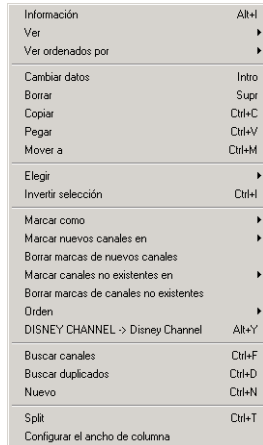 Información Alt+I
Ver
Ver ordenados por
Cambiar datos Intro
Borrar Supr
Copiar Ctrl+C
Pegar Ctrl+V
Mover a Ctrl+M
Elegir
Invertir selección Ctrl+I
Marcar como
Marcar nuevos canales en
Borrar marcas de nuevos canales
Marcar canales no existentes en
Borrar marcas de canales no existentes
Orden
DISNEY CHANNEL -> Disney Channel Alt+Y
Buscar canales Ctrl+F
Buscar duplicados Ctrl+D
Nuevo Ctrl+N
Split Ctrl+T
Configurar el ancho de columna